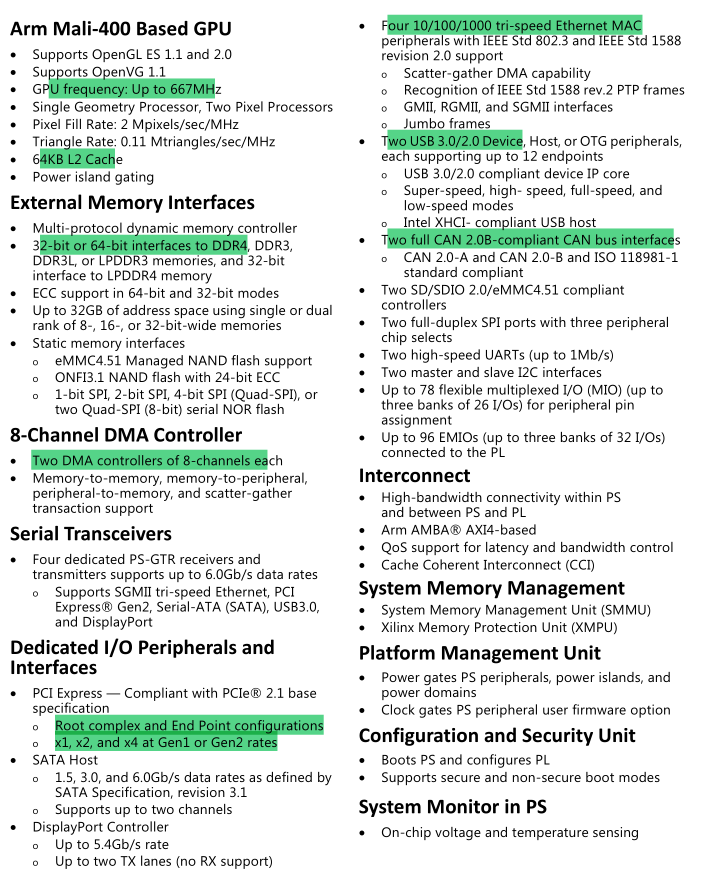 Arm Mali-400 Based GPU
• Supports OpenGL ES 1.1 and 2.0
• Supports OpenVG 1.1
• GPU frequency: Up to 667MHz
• Single Geometry Processor, Two Pixel Processors
• Pixel Fill Rate: 2 Mpixels/sec/MHz
• Triangle Rate: 0.11 Mtriangles/sec/MHz
• 64KB L2 Cache
• Power island gating
External Memory Interfaces
• Multi-protocol dynamic memory controller
• 32-bit or 64-bit interfaces to DDR4, DDR3,
DDR3L, or LPDDR3 memories, and 32-bit
interface to LPDDR4 memory
• ECC support in 64-bit and 32-bit modes
• Up to 32GB of address space using single or dual
rank of 8-, 16-, or 32-bit-wide memories
• Static memory interfaces
o eMMC4.51 Managed NAND flash support
o ONFI3.1 NAND flash with 24-bit ECC
o 1-bit SPI, 2-bit SPI, 4-bit SPI (Quad-SPI), or
two Quad-SPI (8-bit) serial NOR flash
8-Channel DMA Controller
• Two DMA controllers of 8-channels each
• Memory-to-memory, memory-to-peripheral,
peripheral-to-memory, and scatter-gather
transaction support
Serial Transceivers
• Four dedicated PS-GTR receivers and
transmitters supports up to 6.0Gb/s data rates
o Supports SGMII tri-speed Ethernet, PCI
Express® Gen2, Serial-ATA (SATA), USB3.0,
and DisplayPort
Dedicated I/O Peripherals and
Interfaces
• PCI Express — Compliant with PCIe® 2.1 base
specification
o Root complex and End Point configurations
o x1, x2, and x4 at Gen1 or Gen2 rates
• SATA Host
o 1.5, 3.0, and 6.0Gb/s data rates as defined by
SATA Specification, revision 3.1
o Supports up to two channels
• DisplayPort Controller
o Up to 5.4Gb/s rate
o Up to two TX lanes (no RX support)
• Four 10/100/1000 tri-speed Ethernet MAC
peripherals with IEEE Std 802.3 and IEEE Std 1588
revision 2.0 support
o Scatter-gather DMA capability
o Recognition of IEEE Std 1588 rev.2 PTP frames
o GMII, RGMII, and SGMII interfaces
o Jumbo frames
• Two USB 3.0/2.0 Device, Host, or OTG peripherals,
each supporting up to 12 endpoints
o USB 3.0/2.0 compliant device IP core
o Super-speed, high- speed, full-speed, and
low-speed modes
o Intel XHCI- compliant USB host
• Two full CAN 2.0B-compliant CAN bus interfaces
o CAN 2.0-A and CAN 2.0-B and ISO 118981-1
standard compliant
• Two SD/SDIO 2.0/eMMC4.51 compliant
controllers
• Two full-duplex SPI ports with three peripheral
chip selects
• Two high-speed UARTs (up to 1Mb/s)
• Two master and slave I2C interfaces
• Up to 78 flexible multiplexed I/O (MIO) (up to
three banks of 26 I/Os) for peripheral pin
assignment
• Up to 96 EMIOs (up to three banks of 32 I/Os)
connected to the PL
Interconnect
• High-bandwidth connectivity within PS
and between PS and PL
• Arm AMBA® AXI4-based
• QoS support for latency and bandwidth control
• Cache Coherent Interconnect (CCI)
System Memory Management
• System Memory Management Unit (SMMU)
• Xilinx Memory Protection Unit (XMPU)
Platform Management Unit
• Power gates PS peripherals, power islands, and
power domains
• Clock gates PS peripheral user firmware option
Configuration and Security Unit
• Boots PS and configures PL
• Supports secure and non-secure boot modes
System Monitor in PS
• On-chip voltage and temperature sensing